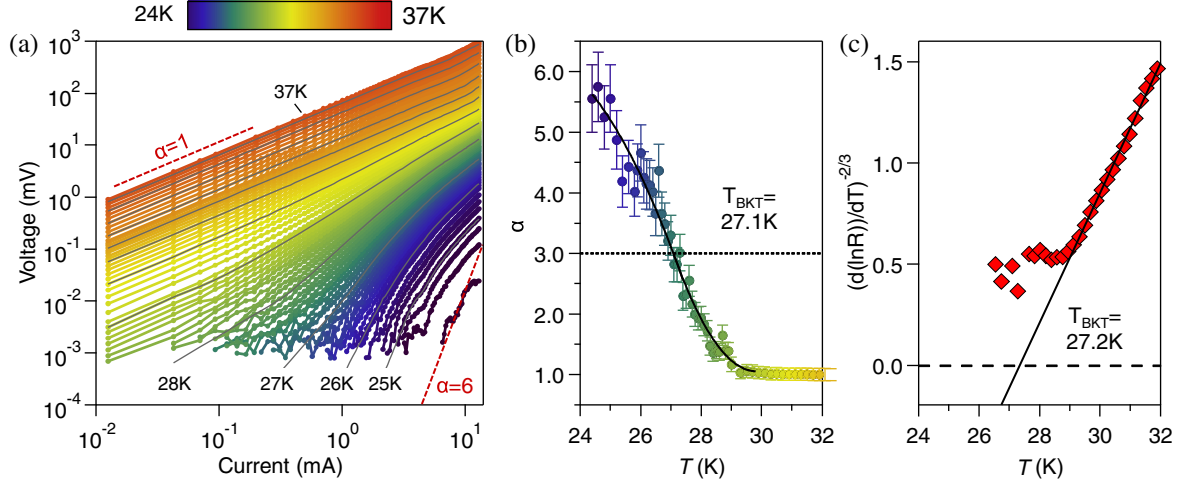 24K 37K
(a)
10^3
10^2
10^1
10^0
10^-1
10^-2
10^-3
10^-4
Voltage (mV)
37K
α=1
28K 27K 26K 25K
α=6
10^-2 10^-1 10^0 10^1
Current (mA)
(b)
6.0
5.0
4.0
3.0
2.0
1.0
α
T_BKT=
27.1K
24 26 28 30 32
T (K)
(c)
1.5
1.0
0.5
0.0
(d(lnR))/dT)^-2/3
T_BKT=
27.2K
24 26 28 30 32
T (K)